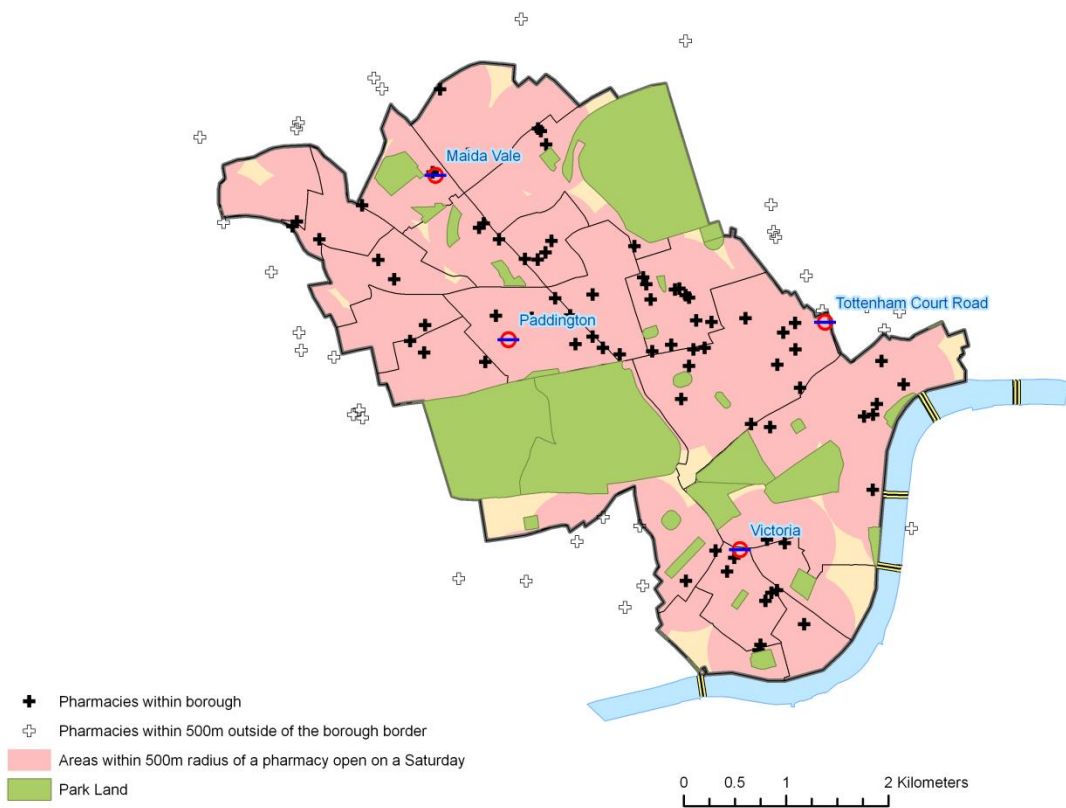 Maida Vale
Tottenham Court Road
Paddington
Victoria
Pharmacies within borough
Pharmacies within 500m outside of the borough border
Areas within 500m radius of a pharmacy open on a Saturday
Park Land
0 0.5 1 2 Kilometers